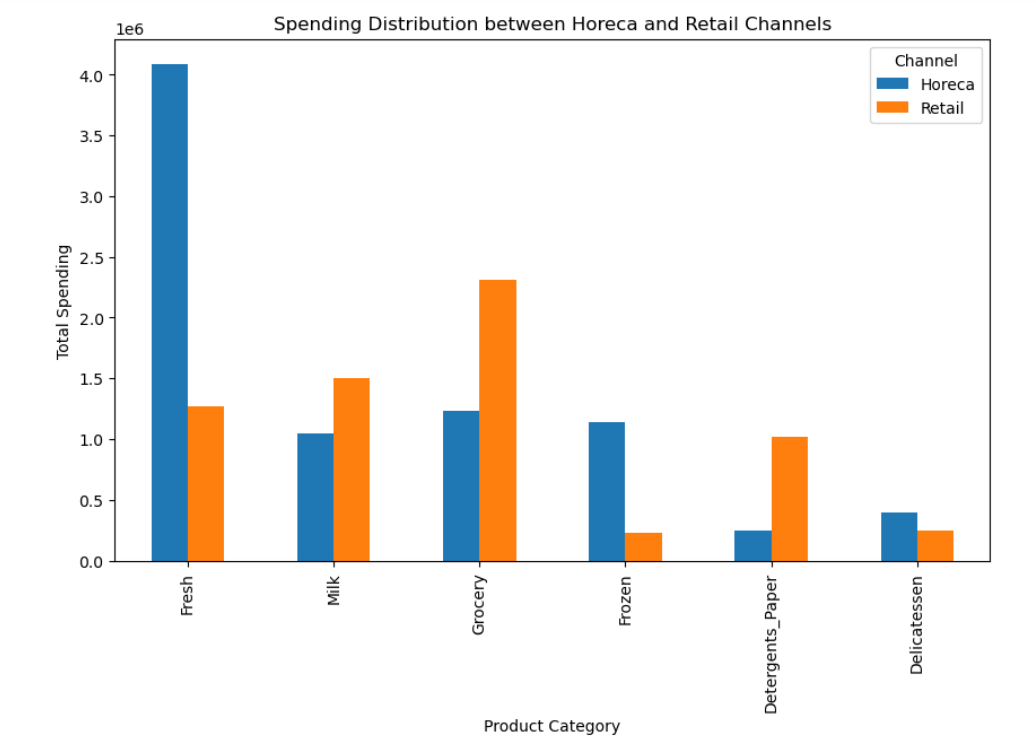 Spending Distribution between Horeca and Retail Channels
1e6
Channel
Horeca
Retail
4.0
3.5
3.0
2.5
2.0
1.5
1.0
0.5
0.0
Total Spending
Fresh
Milk
Grocery
Frozen
Detergents_Paper
Delicatessen
Product Category